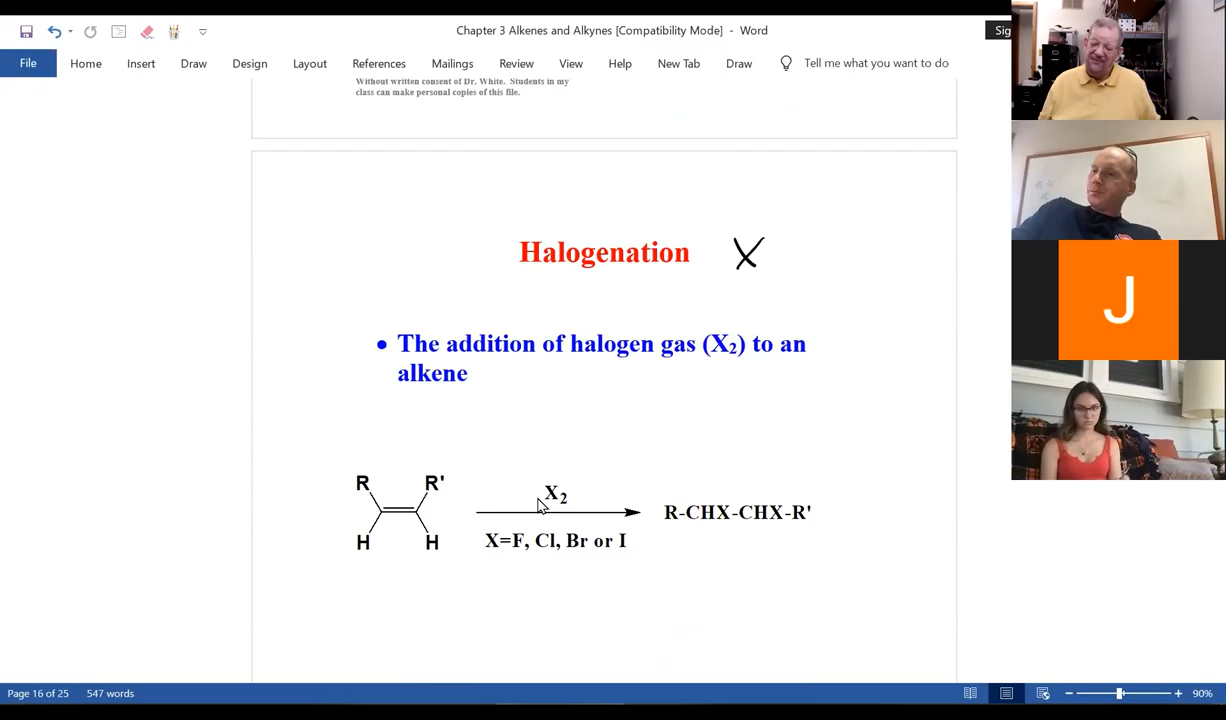 Chapter 3 Alkenes and Alkynes [Compatibility Mode] - Word
Sig
File Home Insert Draw Design Layout References Mailings Review View Help New Tab Draw Tell me what you want to do
Without written consent of Dr. White. Students in my
class can make personal copies of this file.
Halogenation X
• The addition of halogen gas (X₂) to an
alkene
R R'
X₂
R-CHX-CHX-R'
H H
X=F, Cl, Br or I
J
Page 16 of 25 547 words
90%